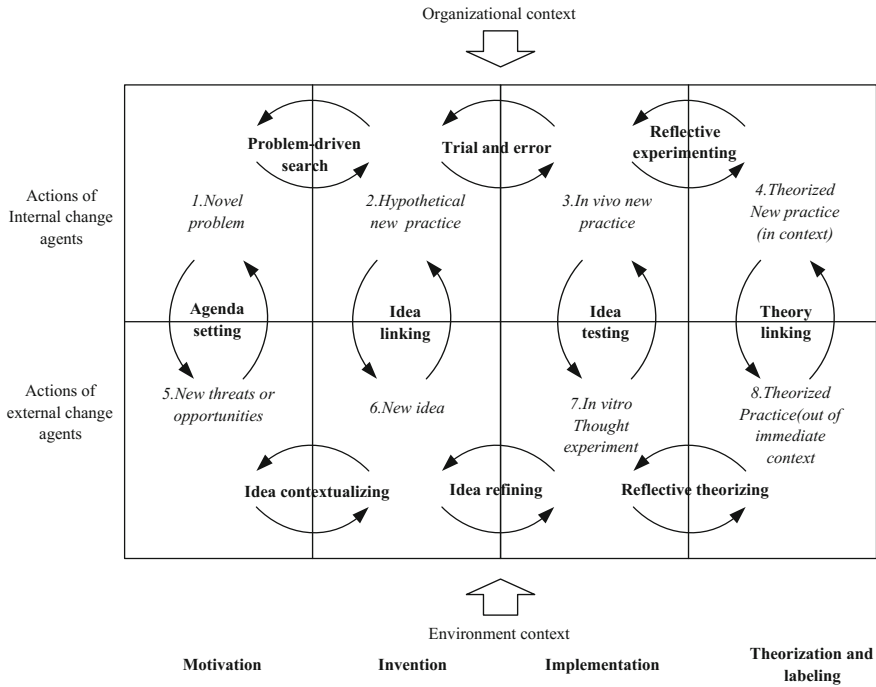 Organizational context
Problem-driven
search
Trial and error
Reflective
experimenting
Actions of
Internal change
agents
1.Novel
problem
2.Hypothetical
new practice
3.In vivo new
practice
4.Theorized
New practice
(in context)
Agenda
setting
Idea
linking
Idea
testing
Theory
linking
Actions of
external change
agents
5.New threats or
opportunities
6.New idea
7.In vitro
Thought
experiment
8.Theorized
Practice(out of
immediate
context
Idea contextualizing
Idea refining
Reflective theorizing
Environment context
Motivation
Invention
Implementation
Theorization and
labeling